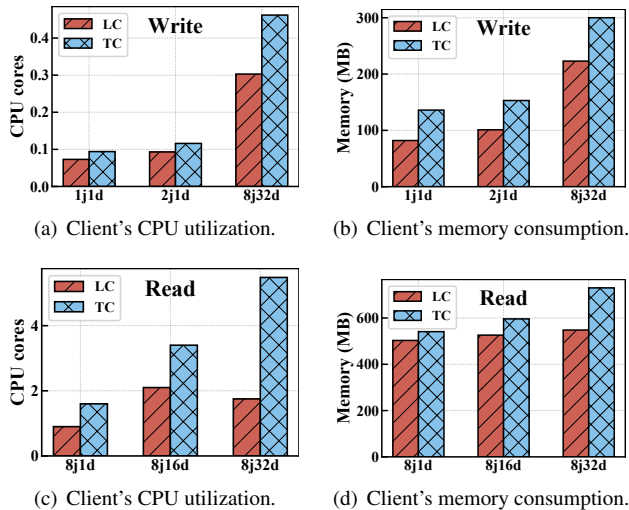 Write
LC
TC
CPU cores
0.4
0.3
0.2
0.1
0.0
1j1d 2j1d 8j32d
(a) Client's CPU utilization.
Write
LC
TC
Memory (MB)
300
200
100
0
1j1d 2j1d 8j32d
(b) Client's memory consumption.
Read
LC
TC
CPU cores
4
2
0
8j1d 8j16d 8j32d
(c) Client's CPU utilization.
Read
LC
TC
Memory (MB)
600
400
200
0
8j1d 8j16d 8j32d
(d) Client's memory consumption.